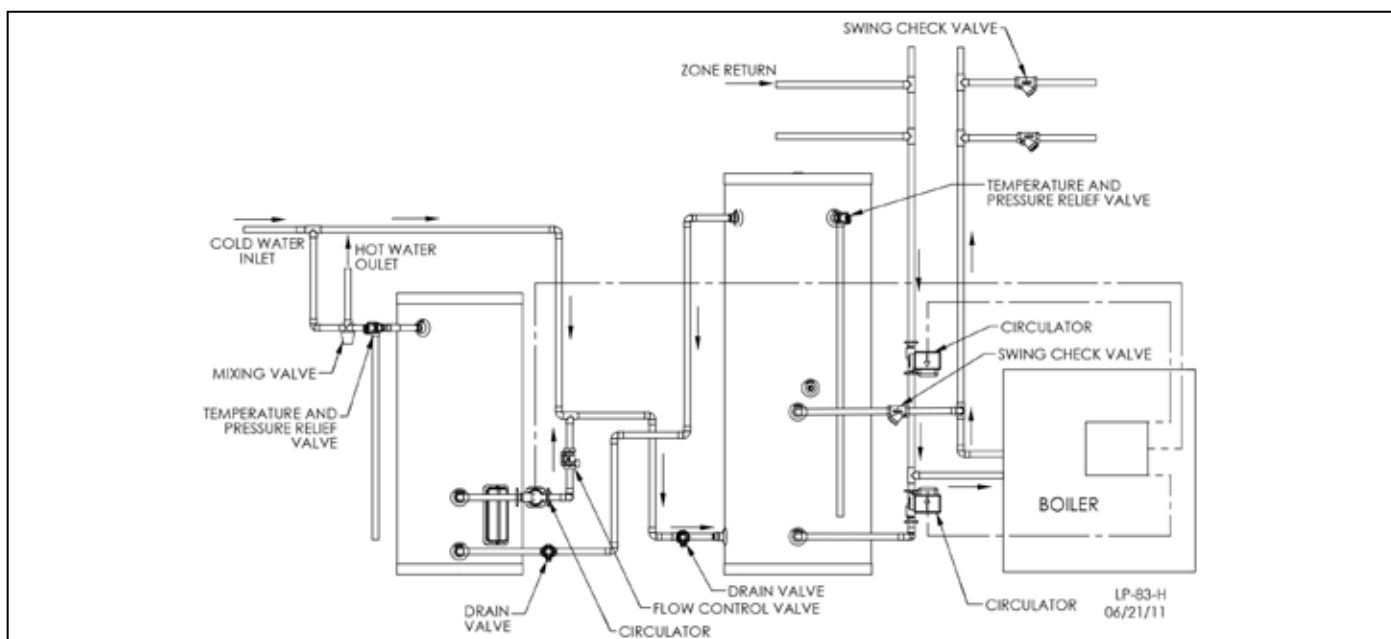 SWING CHECK VALVE
ZONE RETURN
TEMPERATURE AND
PRESSURE RELIEF VALVE
COLD WATER
INLET
HOT WATER
OULET
CIRCULATOR
SWING CHECK VALVE
MIXING VALVE
TEMPERATURE AND
PRESSURE RELIEF
VALVE
BOILER
DRAIN VALVE
FLOW CONTROL VALVE
DRAIN
VALVE
CIRCULATOR
CIRCULATOR
LP-83-H
06/21/11